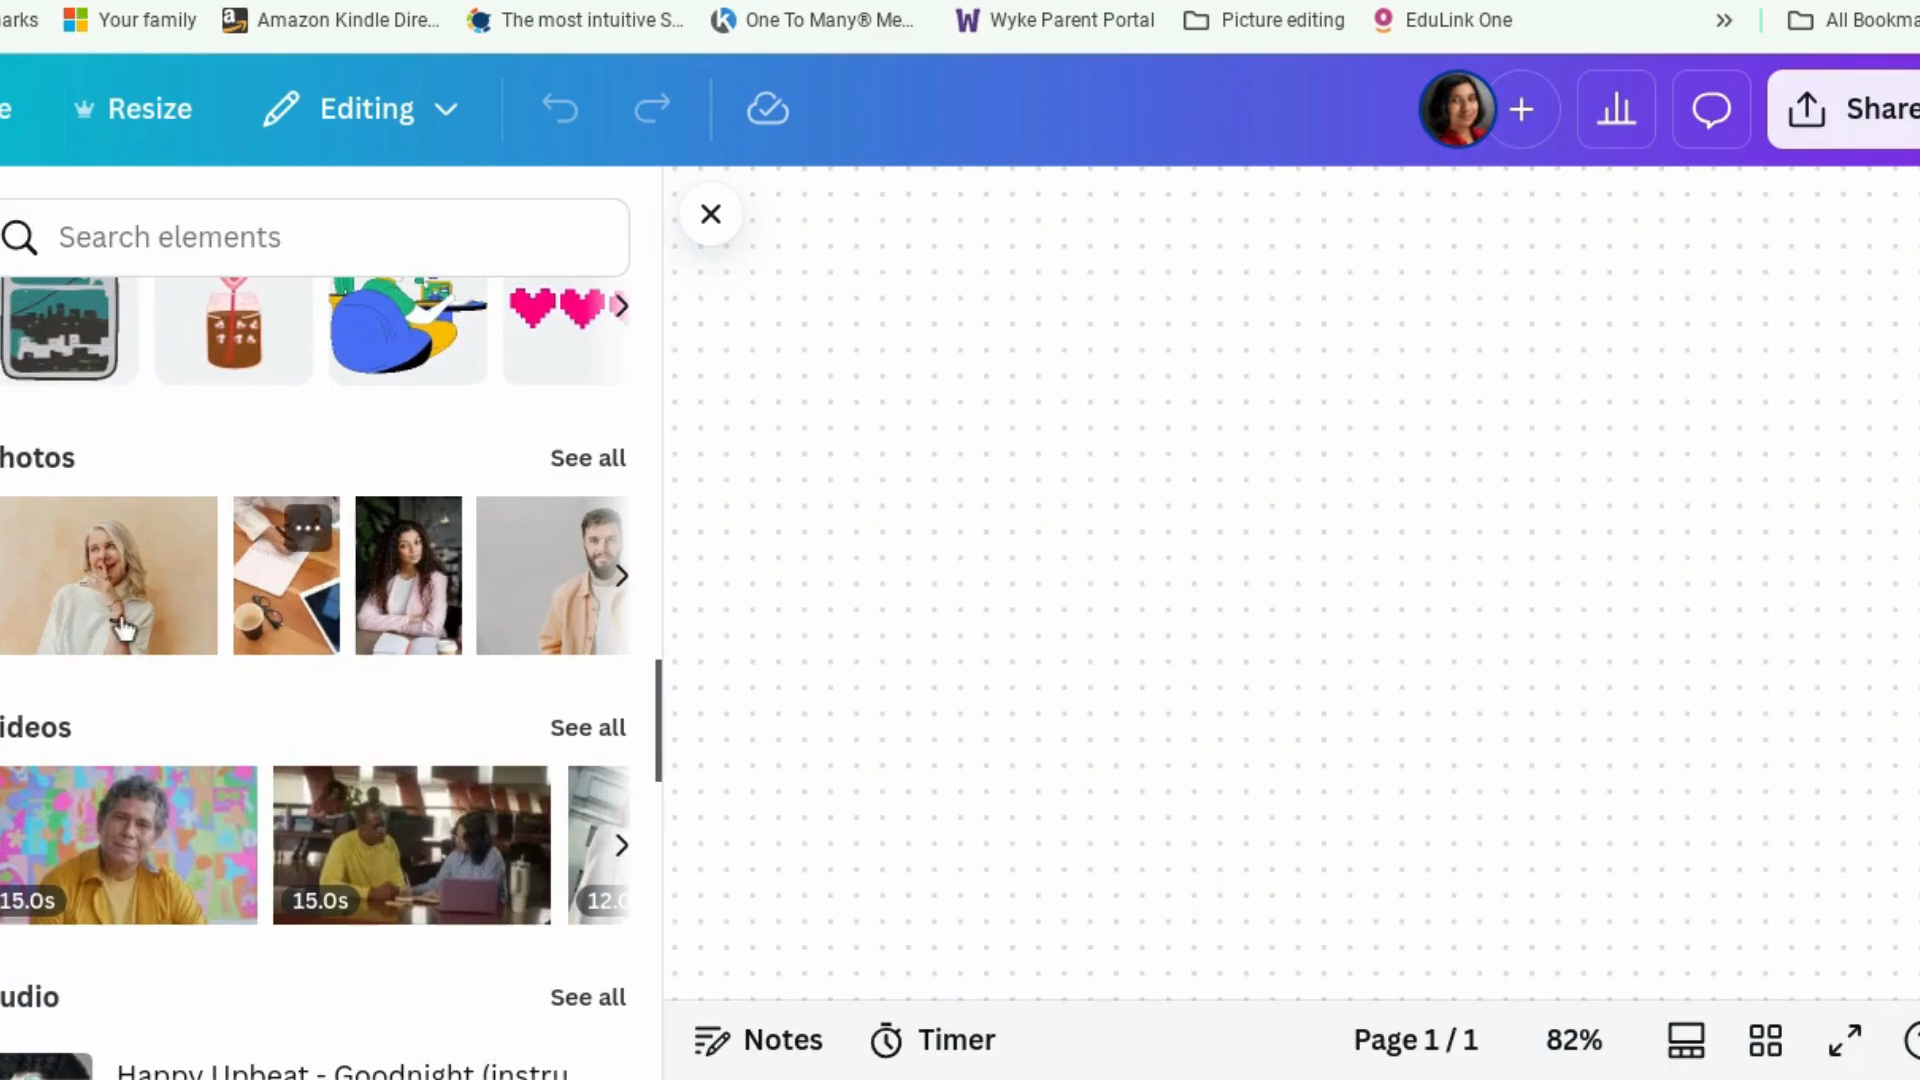 arks Your family Amazon Kindle Dire... The most intuitive S... One To Many® Me... Wyke Parent Portal Picture editing EduLink One » All Bookma
e Resize Editing Share
Search elements
hotos See all
ideos See all
15.0s 15.0s 12.0
udio See all
Happy Upbeat - Goodnight (instru
Notes Timer Page 1 / 1 82%